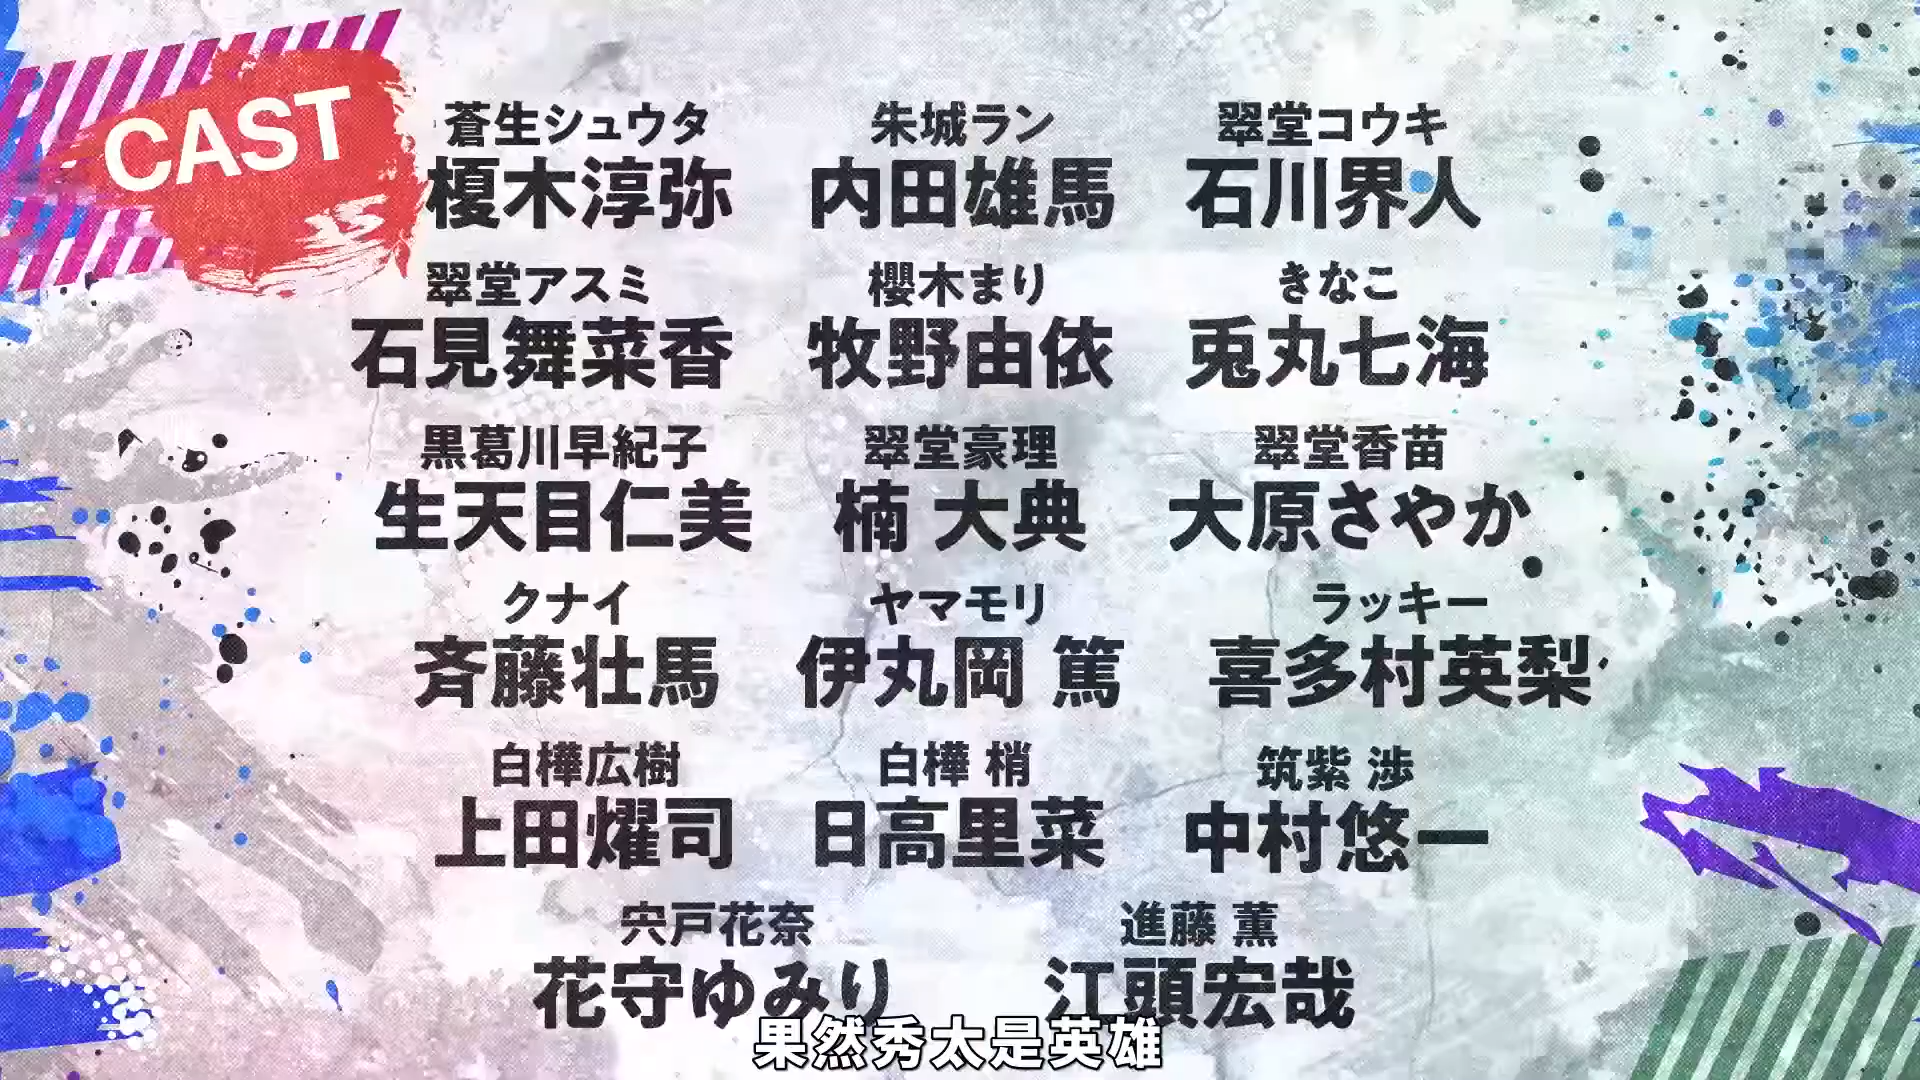 CAST
蒼生シュウタ 朱城ラン 翠堂コウキ
榎木淳弥 内田雄馬 石川界人
翠堂アスミ 櫻木まり きなこ
石見舞菜香 牧野由依 兎丸七海
黒葛川早紀子 翠堂豪理 翠堂香苗
生天目仁美 楠 大典 大原さやか
クナイ ヤマモリ ラッキー
斉藤壮馬 伊丸岡 篤 喜多村英梨
白樺広樹 白樺 梢 筑紫 渉
上田燿司 日高里菜 中村悠一
宍戸花奈 進藤 薫
花守ゆみり 江頭宏哉
果然秀太是英雄